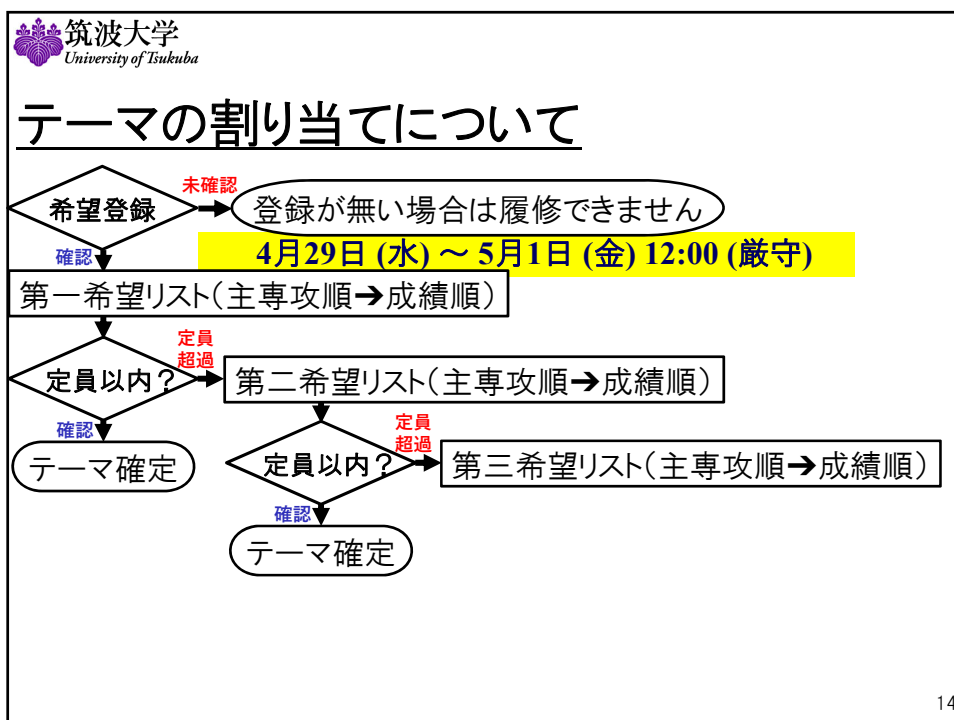 筑波大学
University of Tsukuba
テーマの割り当てについて
希望登録
未確認
登録が無い場合は履修できません
確認
4月29日 (水) ～ 5月1日 (金) 12:00 (厳守)
第一希望リスト（主専攻順➔成績順）
定員以内？
定員
超過
第二希望リスト（主専攻順➔成績順）
確認
テーマ確定
定員以内？
定員
超過
第三希望リスト（主専攻順➔成績順）
確認
テーマ確定
14